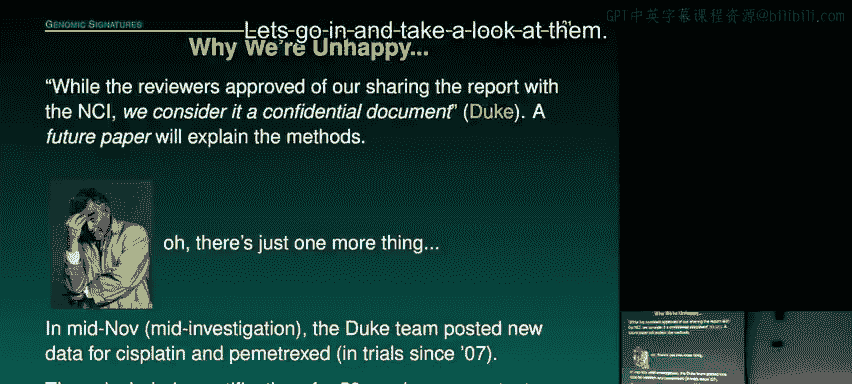 GPT中英字幕课程资源@bilibili.com
GENOMIC SIGNATURES
Lets go in and take a look at them.
Why We're Unhappy...
"While the reviewers approved of our sharing the report with
the NCI, we consider it a confidential document" (Duke). A
future paper will explain the methods.
oh, there's just one more thing...
In mid-Nov (mid-investigation), the Duke team posted new
data for cisplatin and pemetrexed (in trials since '07).